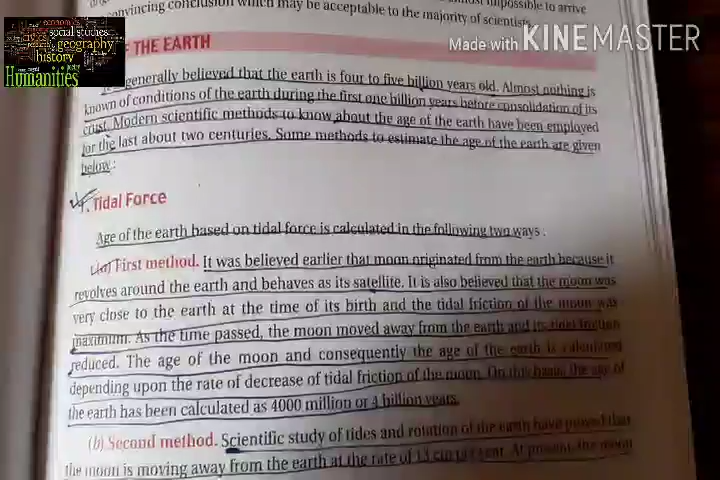 convincing conclusion which may be acceptable to the majority of scientists
impossible to arrive
Made with KINEMASTER
economics
social studies
geography
history
Humanities
THE EARTH
generally believed that the earth is four to five billion years old. Almost nothing is
known of conditions of the earth during the first one billion years before consolidation of its
crust. Modern scientific methods to know about the age of the earth have been employed
for the last about two centuries. Some methods to estimate the age of the earth are given
below:
Tidal Force
Age of the earth based on tidal force is calculated in the following two ways.
(a) First method. It was believed earlier that moon originated from the earth because it
revolves around the earth and behaves as its satellite. It is also believed that the moon was
very close to the earth at the time of its birth and the tidal friction of the moon was
maximum. As the time passed, the moon moved away from the earth and its tidal friction
reduced. The age of the moon and consequently the age of the earth is calculated
depending upon the rate of decrease of tidal friction of the moon. On this basis the age of
the earth has been calculated as 4000 million or 4 billion years.
(b) Second method. Scientific study of tides and rotation of the earth have proved that
the moon is moving away from the earth at the rate of 13 cm per year. At present, the moon